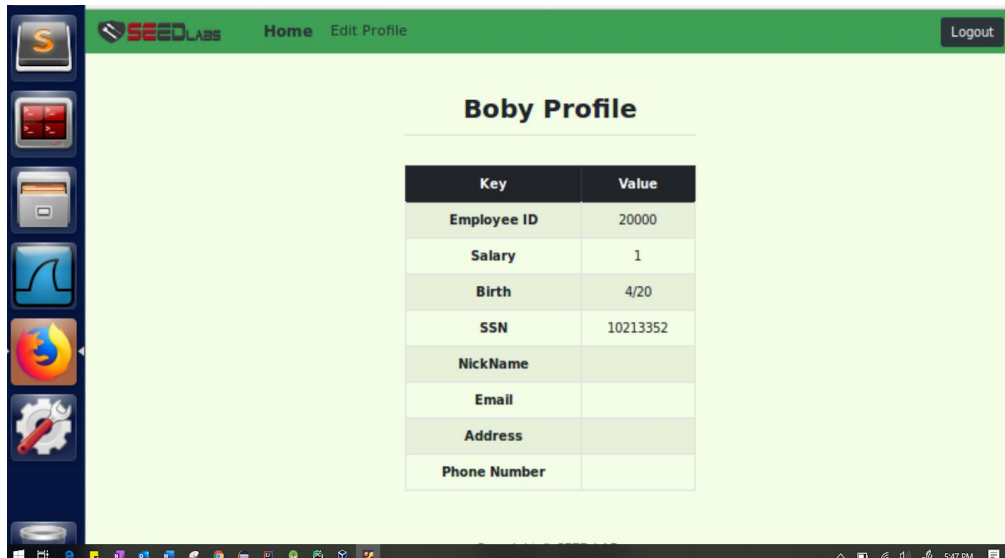 SEEDLABS Home Edit Profile Logout
Boby Profile
Key Value
Employee ID 20000
Salary 1
Birth 4/20
SSN 10213352
NickName
Email
Address
Phone Number
5:47 PM